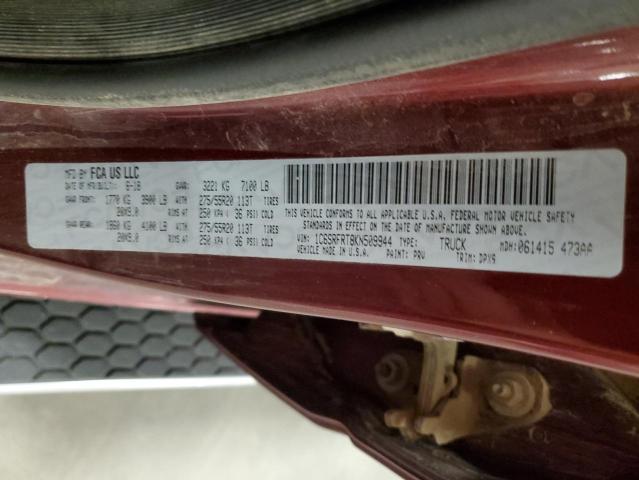 MFD BY FCA US LLC
DATE OF MFR/BUILT: 6-18 GVWR: 3221 KG 7100 LB
GAWR FRONT: 1770 KG 3900 LB TIRES 275/55R20 113T
20X9.0 RIMS AT 250 KPA / 36 PSI COLD
GAWR REAR: 1860 KG 4100 LB TIRES 275/55R20 113T
20X9.0 RIMS AT 250 KPA / 36 PSI COLD
THIS VEHICLE CONFORMS TO ALL APPLICABLE U.S.A. FEDERAL MOTOR VEHICLE SAFETY
STANDARDS IN EFFECT ON THE DATE OF MANUFACTURE SHOWN ABOVE.
VIN: 1C6SRFRT8KN509944 TYPE: TRUCK MDH: 061415 473AA
VEHICLE MADE IN U.S.A. PAINT: PRV TRIM: DPX9